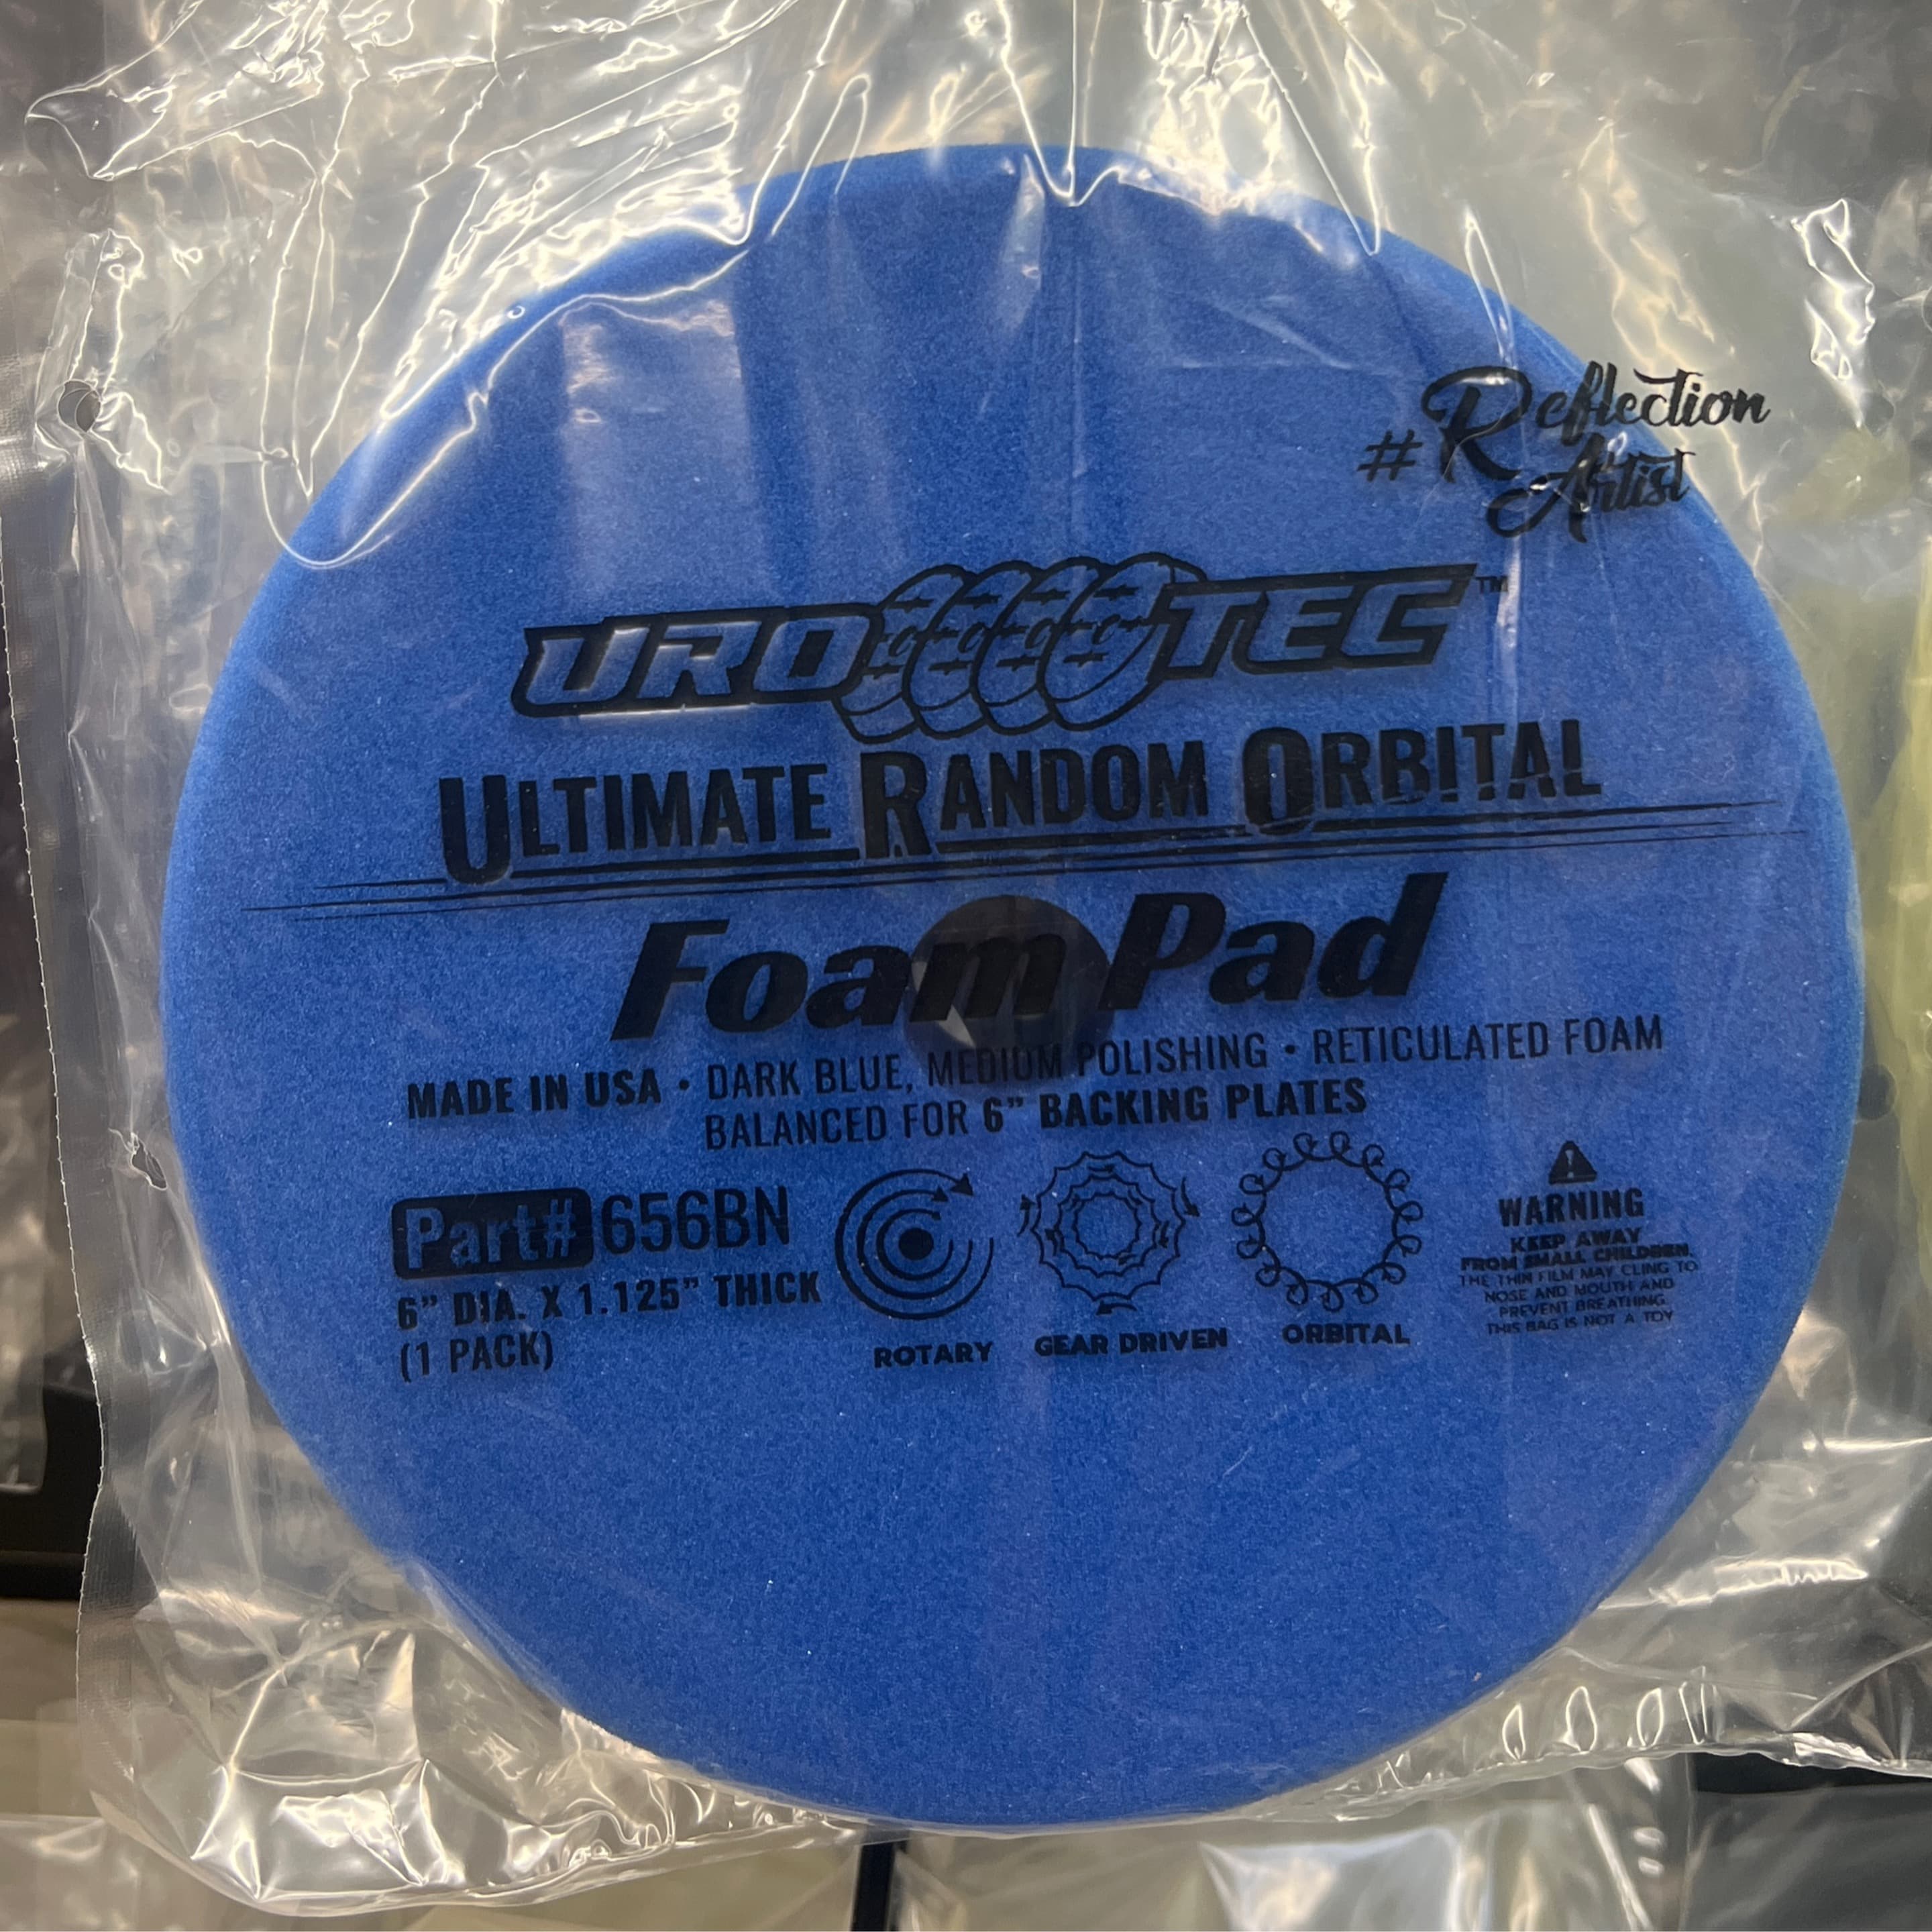 #Reflection
Artist
URO TEC™
ULTIMATE RANDOM ORBITAL
Foam Pad
MADE IN USA • DARK BLUE, MEDIUM POLISHING • RETICULATED FOAM
BALANCED FOR 6” BACKING PLATES
Part# 656BN
6” DIA. X 1.125” THICK
(1 PACK)
ROTARY
GEAR DRIVEN
ORBITAL
WARNING
KEEP AWAY
FROM SMALL CHILDREN.
THE THIN FILM MAY CLING TO
NOSE AND MOUTH AND
PREVENT BREATHING.
THIS BAG IS NOT A TOY